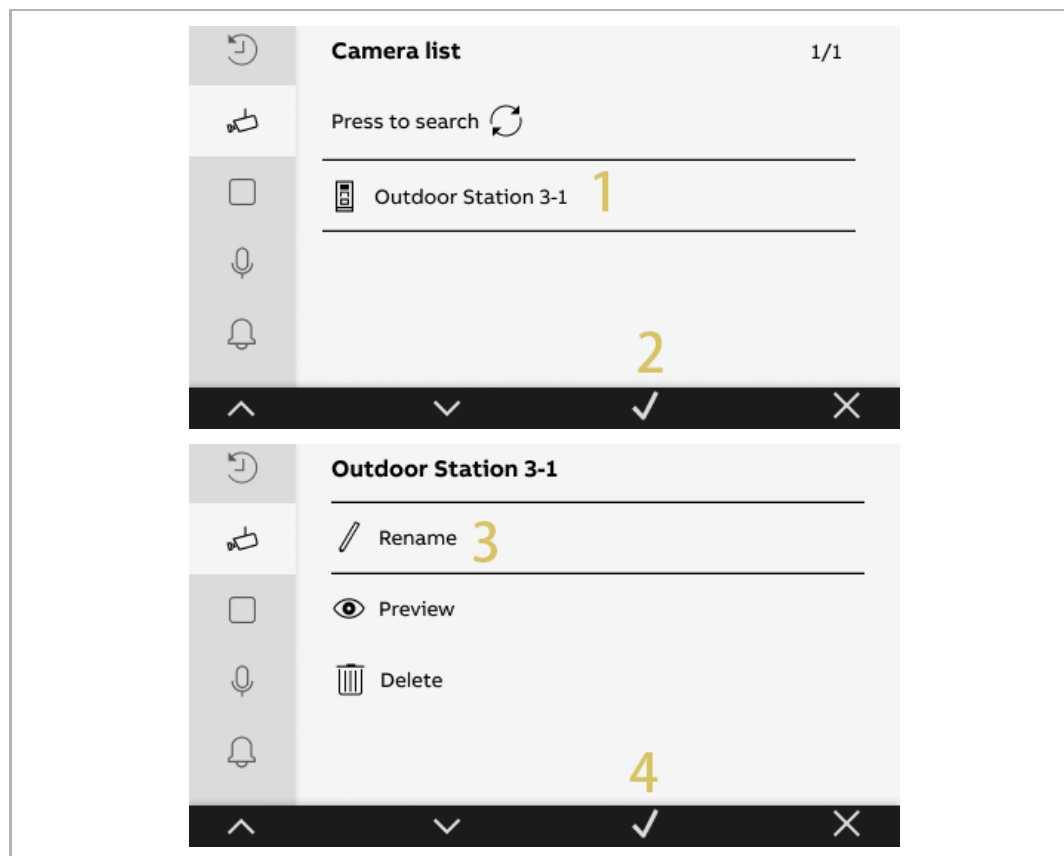 Camera list 1/1
Press to search
Outdoor Station 3-1 1
2
Outdoor Station 3-1
Rename 3
Preview
Delete
4